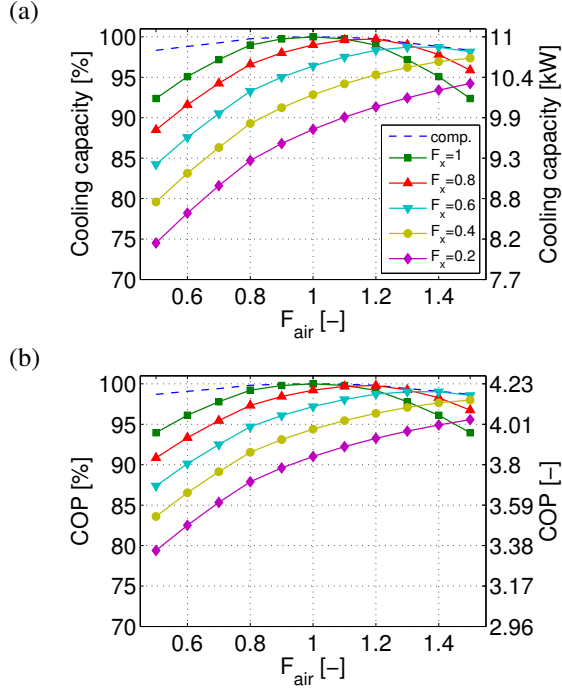 (a)
100
95
90
85
80
75
70
Cooling capacity [%]
11
10.4
9.9
9.3
8.8
8.2
7.7
Cooling capacity [kW]
comp.
F_x=1
F_x=0.8
F_x=0.6
F_x=0.4
F_x=0.2
0.6 0.8 1 1.2 1.4
F_air [–]
(b)
100
95
90
85
80
75
70
COP [%]
4.23
4.01
3.8
3.59
3.38
3.17
2.96
COP [–]
0.6 0.8 1 1.2 1.4
F_air [–]